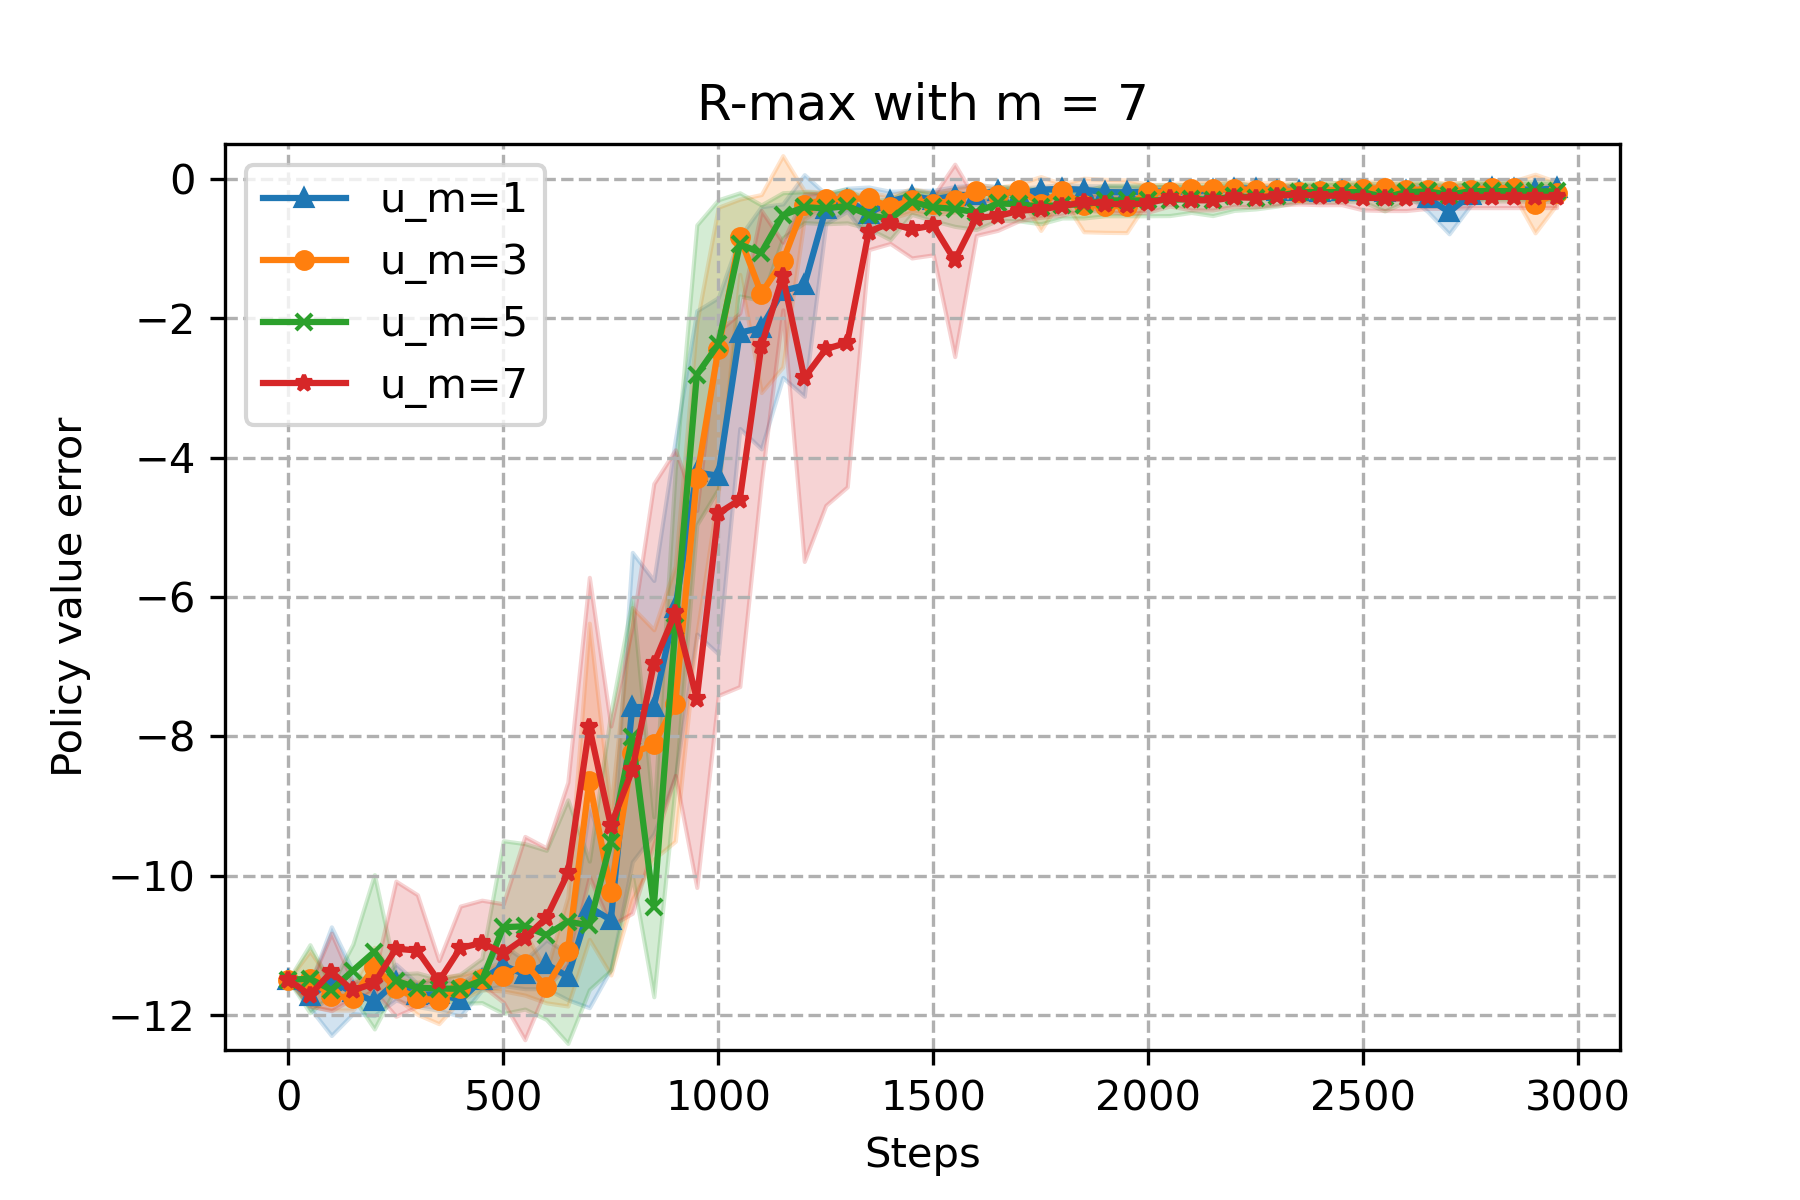 R-max with m = 7
u_m=1
u_m=3
u_m=5
u_m=7
Policy value error
0
−2
−4
−6
−8
−10
−12
0 500 1000 1500 2000 2500 3000
Steps